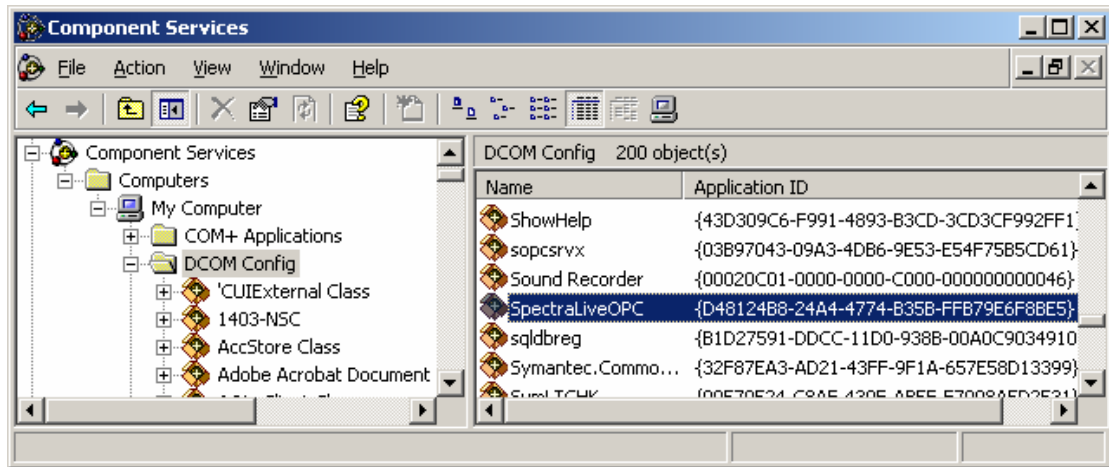 Component Services
File Action View Window Help
Component Services
Computers
My Computer
COM+ Applications
DCOM Config
'CUIExternal Class
1403-NSC
AccStore Class
Adobe Acrobat Document
DCOM Config 200 object(s)
Name Application ID
ShowHelp {43D309C6-F991-4893-B3CD-3CD3CF992FF1}
sopcsrvx {03B97043-09A3-4DB6-9E53-E54F75B5CD61}
Sound Recorder {00020C01-0000-0000-C000-000000000046}
SpectraLiveOPC {D48124B8-24A4-4774-B35B-FFB79E6F8BE5}
sqldbreg {B1D27591-DDCC-11D0-938B-00A0C9034910
Symantec.Commo... {32F87EA3-AD21-43FF-9F1A-657E58D13399}